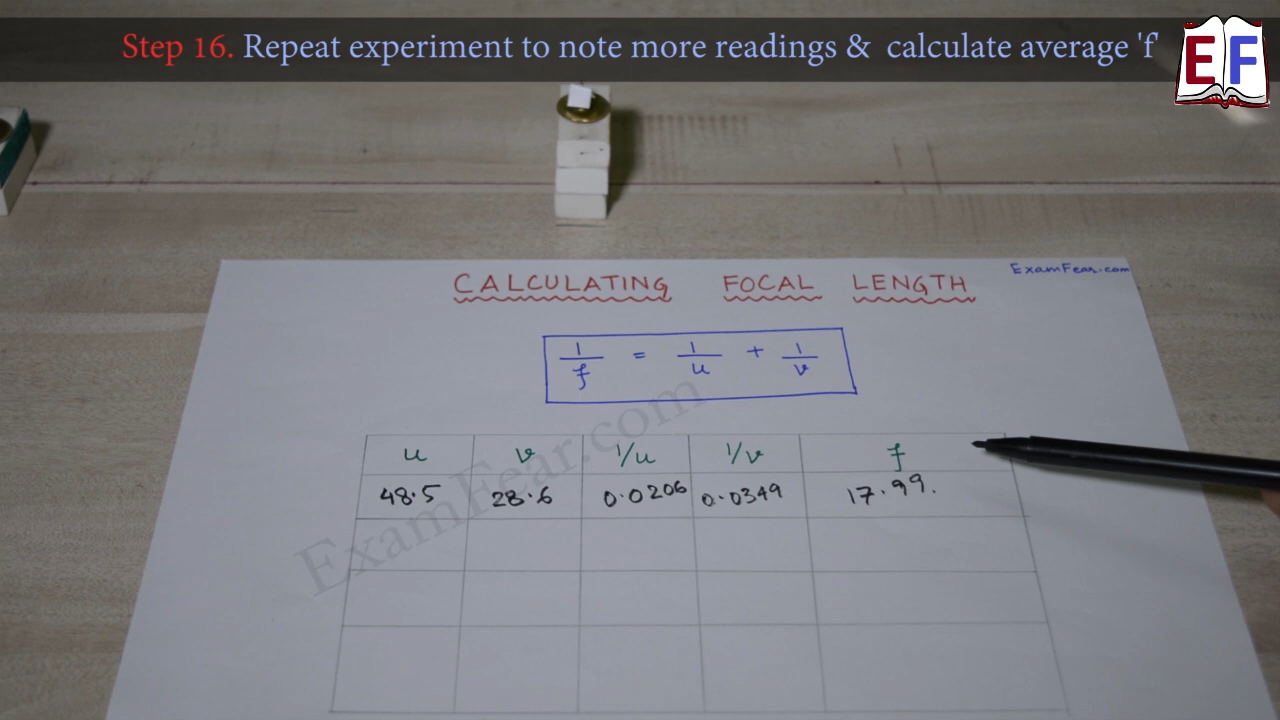 Step 16. Repeat experiment to note more readings & calculate average 'f'
EF
ExamFear.com
CALCULATING FOCAL LENGTH
1/f = 1/u + 1/v
u v 1/u 1/v f
48.5 28.6 0.0206 0.0349 17.99.
ExamFear.com